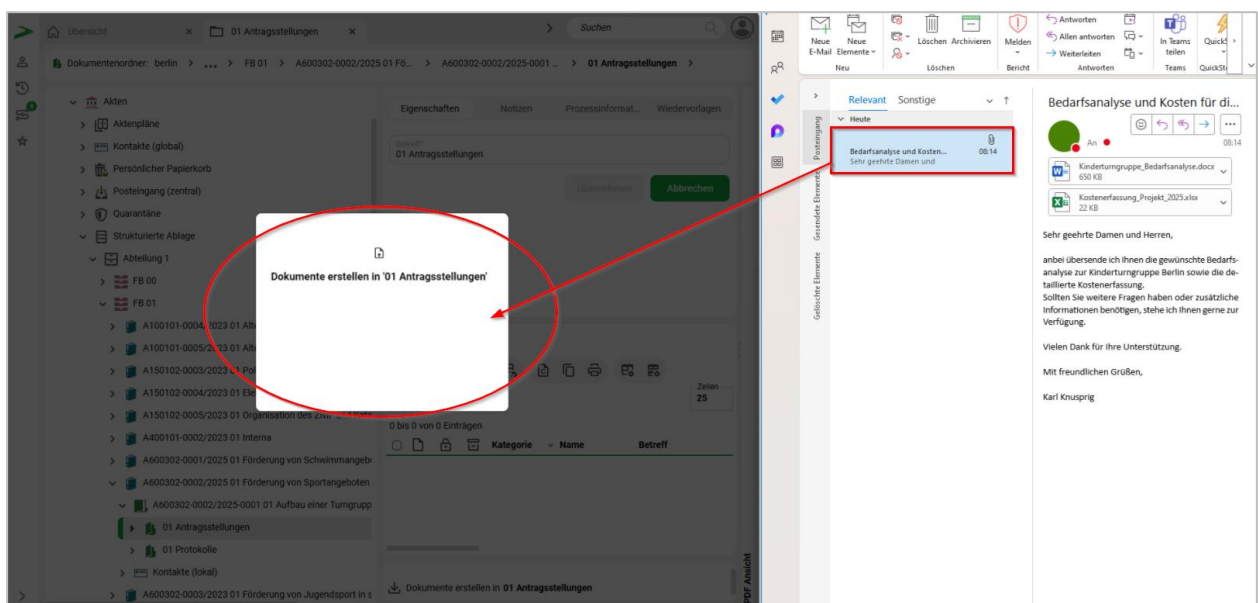 Übersicht
01 Antragsstellungen
Suchen
Dokumentenordner: berlin > ... > FB 01 > A600302-0002/2025 01 Fö... > A600302-0002/2025-0001 ... > 01 Antragsstellungen >
Akten
Aktenpläne
Kontakte (global)
Persönlicher Papierkorb
Posteingang (zentral)
Quarantäne
Strukturierte Ablage
Abteilung 1
FB 00
FB 01
A100101-0004/2023 01
A100101-0005/2023 01
A150102-0003/2023 01
A150102-0004/2023 01
A150102-0005/2023 01 Organisation des
A400101-0002/2023 01 Interna
A600302-0001/2025 01 Förderung von Schwimmangeb
A600302-0002/2025 01 Förderung von Sportangeboten
A600302-0002/2025-0001 01 Aufbau einer Turngrupp
01 Antragsstellungen
01 Protokolle
Kontakte (lokal)
A600302-0003/2023 01 Förderung von Jugendsport in s
Eigenschaften Notizen Prozessinformat... Wiedervorlagen
Betreff*
01 Antragsstellungen
Übernehmen Abbrechen
Dokumente erstellen in '01 Antragsstellungen'
Zeilen
25
0 bis 0 von 0 Einträgen
Kategorie Name Betreff
Dokumente erstellen in 01 Antragsstellungen
PDF Ansicht
Neue E-Mail
Neue Elemente
Löschen
Archivieren
Melden
Antworten
Allen antworten
Weiterleiten
In Teams teilen
Neu Löschen Bericht Antworten Teams
Posteingang
Gesendete Elemente
Gelöschte Elemente
Relevant Sonstige
Heute
Bedarfsanalyse und Kosten... 08:14
Sehr geehrte Damen und
Bedarfsanalyse und Kosten für di...
An
08:14
Kinderturngruppe_Bedarfsanalyse.docx
650 KB
Kostenerfassung_Projekt_2025.xlsx
22 KB
Sehr geehrte Damen und Herren,
anbei übersende ich Ihnen die gewünschte Bedarfs-
analyse zur Kinderturngruppe Berlin sowie die de-
taillierte Kostenerfassung.
Sollten Sie weitere Fragen haben oder zusätzliche
Informationen benötigen, stehe ich Ihnen gerne zur
Verfügung.
Vielen Dank für Ihre Unterstützung.
Mit freundlichen Grüßen,
Karl Knusprig